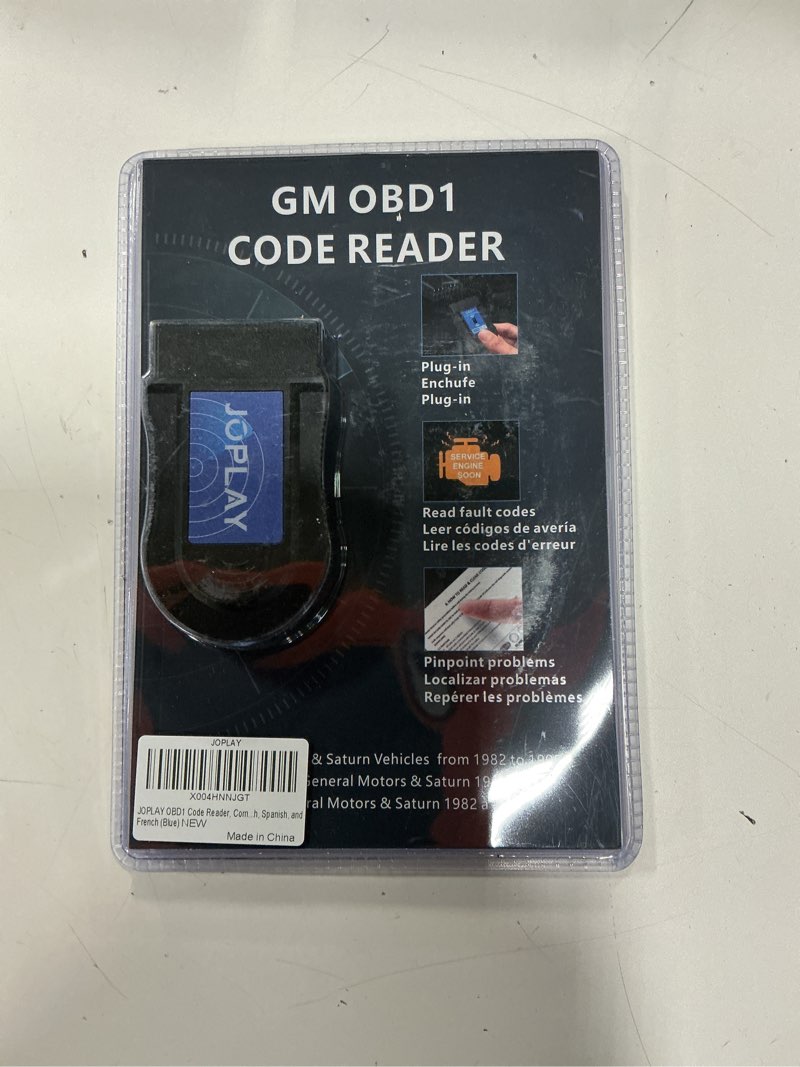 GM OBD1
CODE READER
Plug-in
Enchufe
Plug-in
JOPLAY
SERVICE
ENGINE
SOON
Read fault codes
Leer códigos de avería
Lire les codes d'erreur
Pinpoint problems
Localizar problemas
Repérer les problèmes
& Saturn Vehicles from 1982 to
General Motors & Saturn
Motors & Saturn 1982
JOPLAY
X004HNNJGT
JOPLAY OBD1 Code Reader, Com...h, Spanish, and
French (Blue) NEW
Made in China